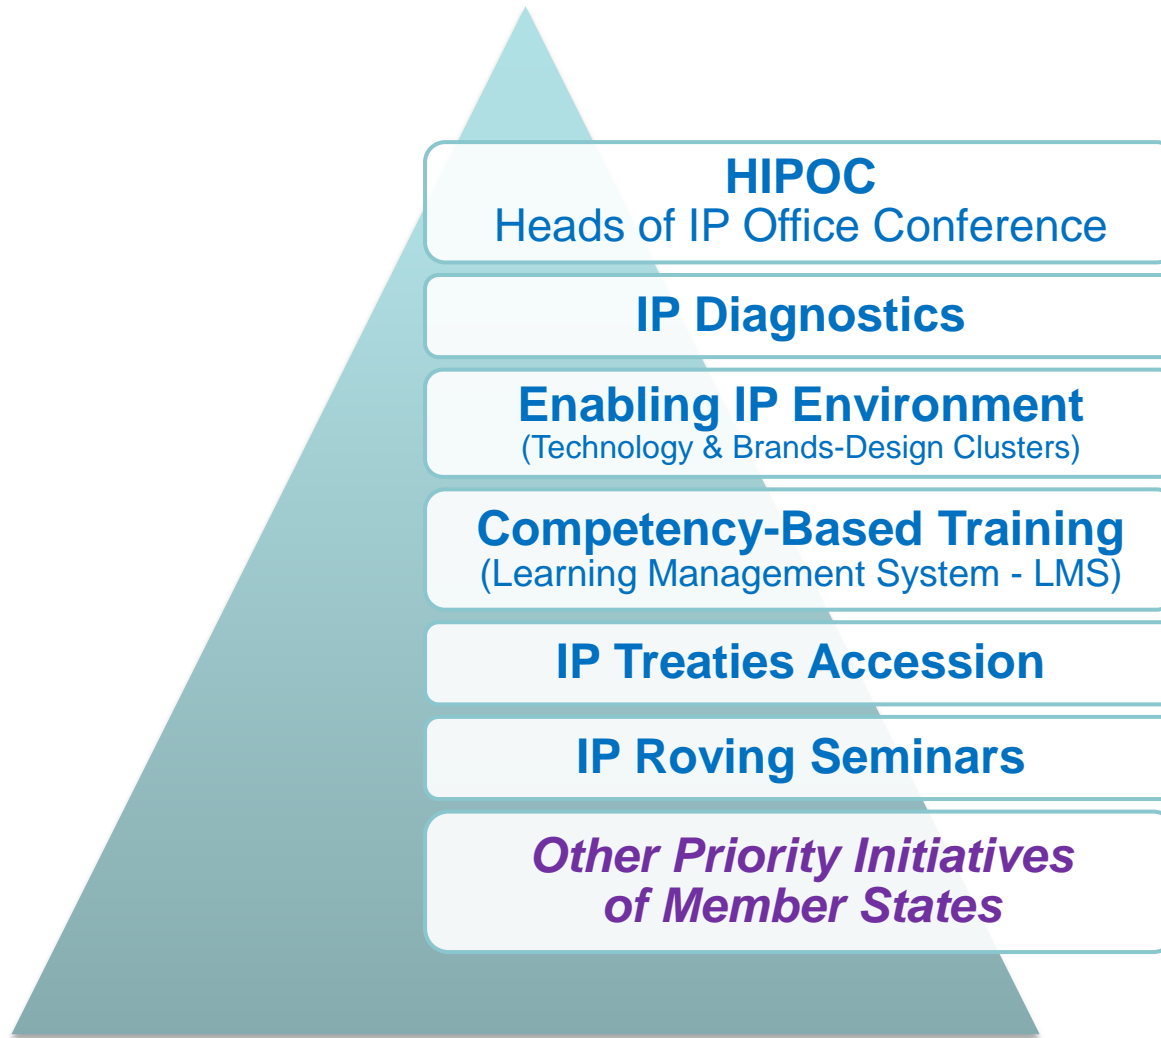 HIPOC
Heads of IP Office Conference
IP Diagnostics
Enabling IP Environment
(Technology & Brands-Design Clusters)
Competency-Based Training
(Learning Management System - LMS)
IP Treaties Accession
IP Roving Seminars
Other Priority Initiatives
of Member States